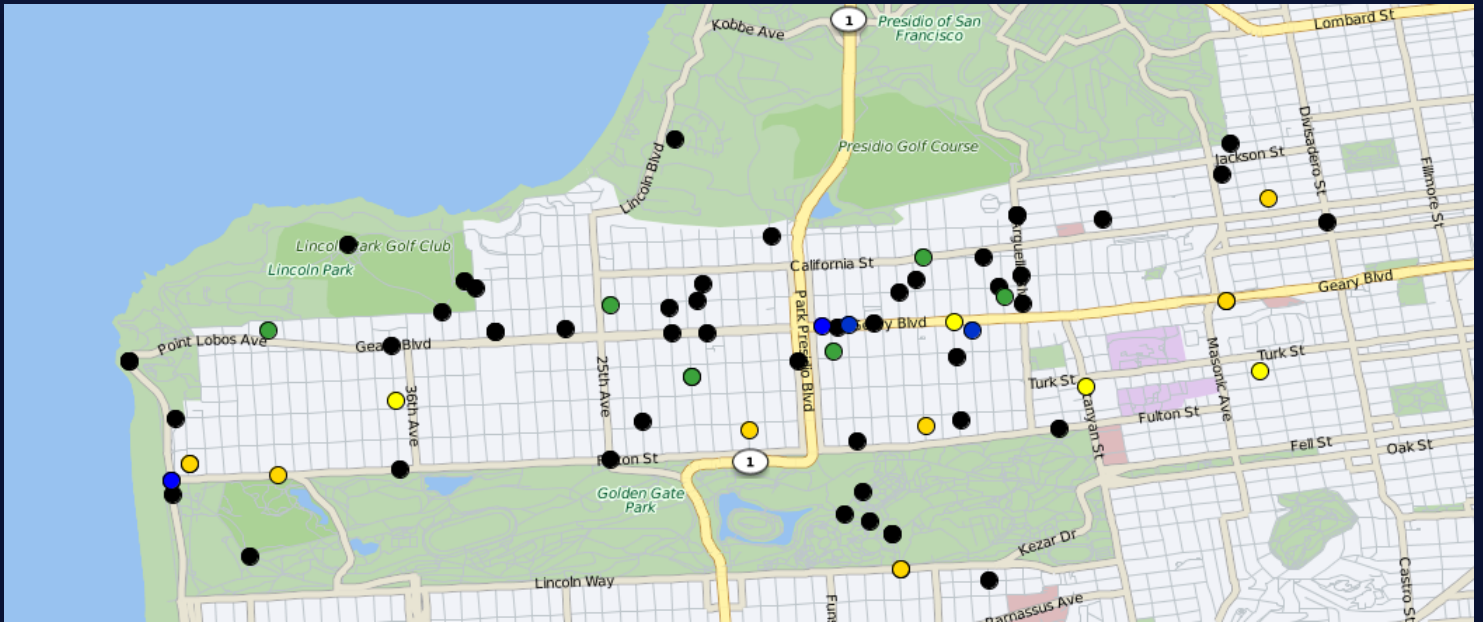 1
Kobbe Ave
Presidio of San
Francisco
Lombard St
Lincoln Blvd
Presidio Golf Course
Jackson St
Divisadero St
Fillmore St
Lincoln Park Golf Club
Lincoln Park
California St
Geary Blvd
Park Presidio Blvd
Geary Blvd
Point Lobos Ave
Geary Blvd
25th Ave
36th Ave
Turk St
Turk St
Masonic Ave
Fulton St
Fulton St
1
Fell St
Oak St
Golden Gate
Park
Kezar Dr
Lincoln Way
Castro St